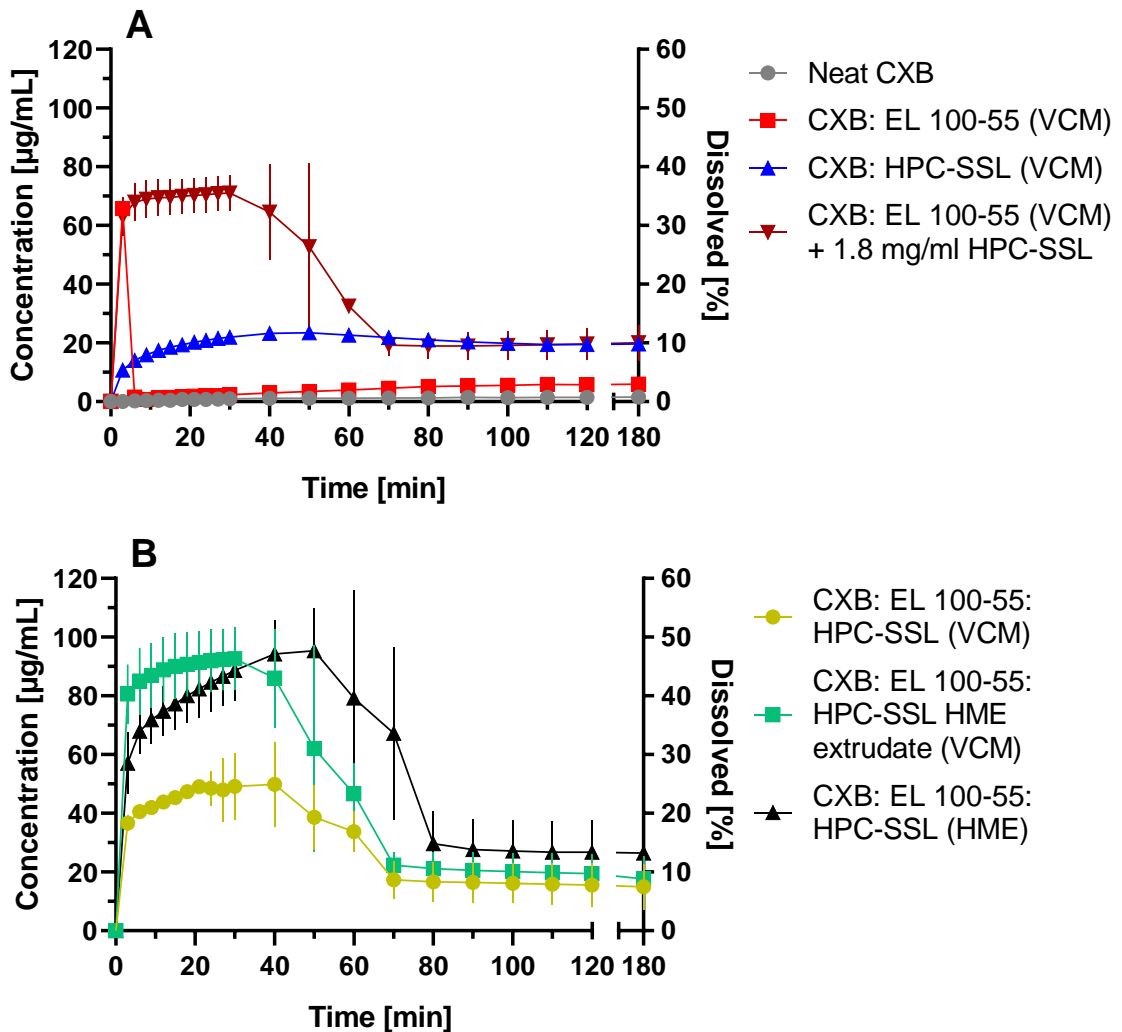 A
Concentration [µg/mL]
120
100
80
60
40
20
0
60
50
40
30
20
10
0
Dissolved [%]
0
20
40
60
80
100
120
180
Time [min]
Neat CXB
CXB: EL 100-55 (VCM)
CXB: HPC-SSL (VCM)
CXB: EL 100-55 (VCM)
+ 1.8 mg/ml HPC-SSL
B
Concentration [µg/mL]
120
100
80
60
40
20
0
60
50
40
30
20
10
0
Dissolved [%]
0
20
40
60
80
100
120
180
Time [min]
CXB: EL 100-55:
HPC-SSL (VCM)
CXB: EL 100-55:
HPC-SSL HME
extrudate (VCM)
CXB: EL 100-55:
HPC-SSL (HME)